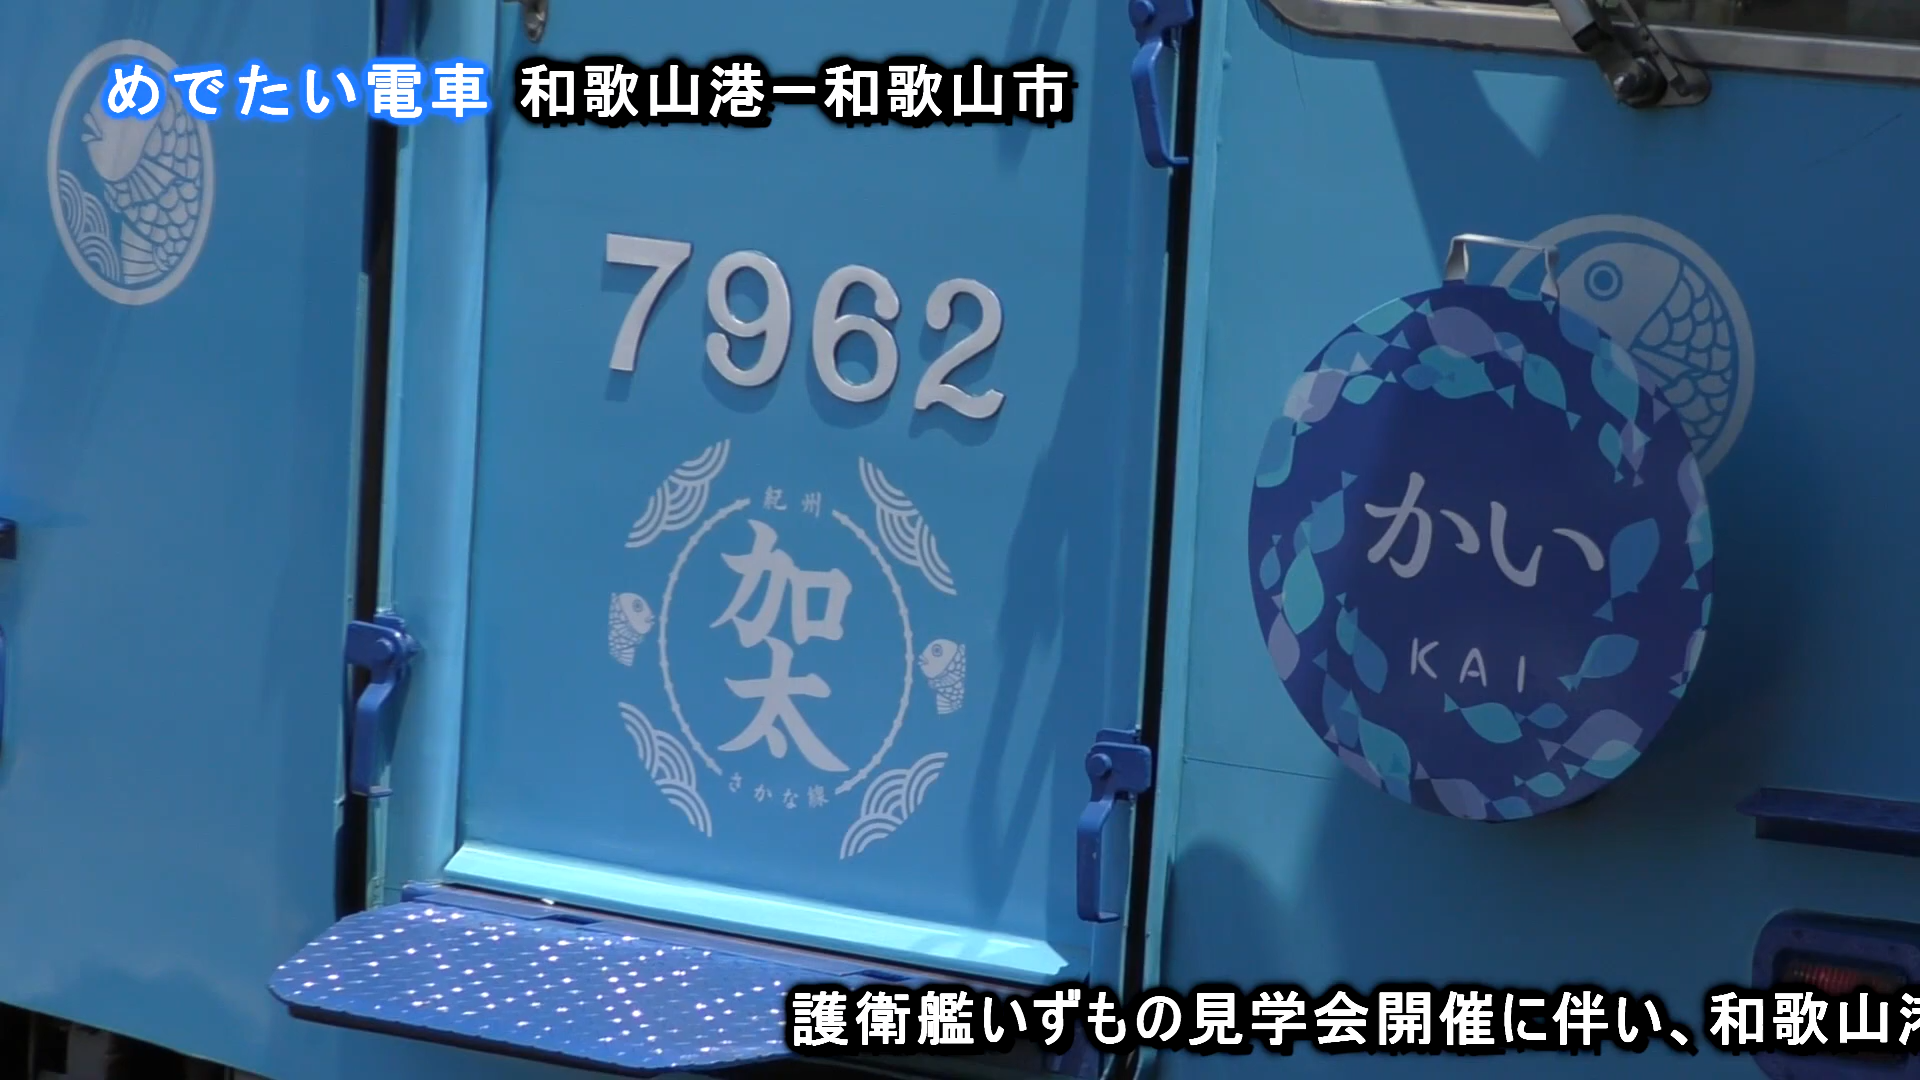 めでたい電車 和歌山港ー和歌山市
7962
紀州
加太
さかな線
かい
KAI
護衛艦いずもの見学会開催に伴い、和歌山港